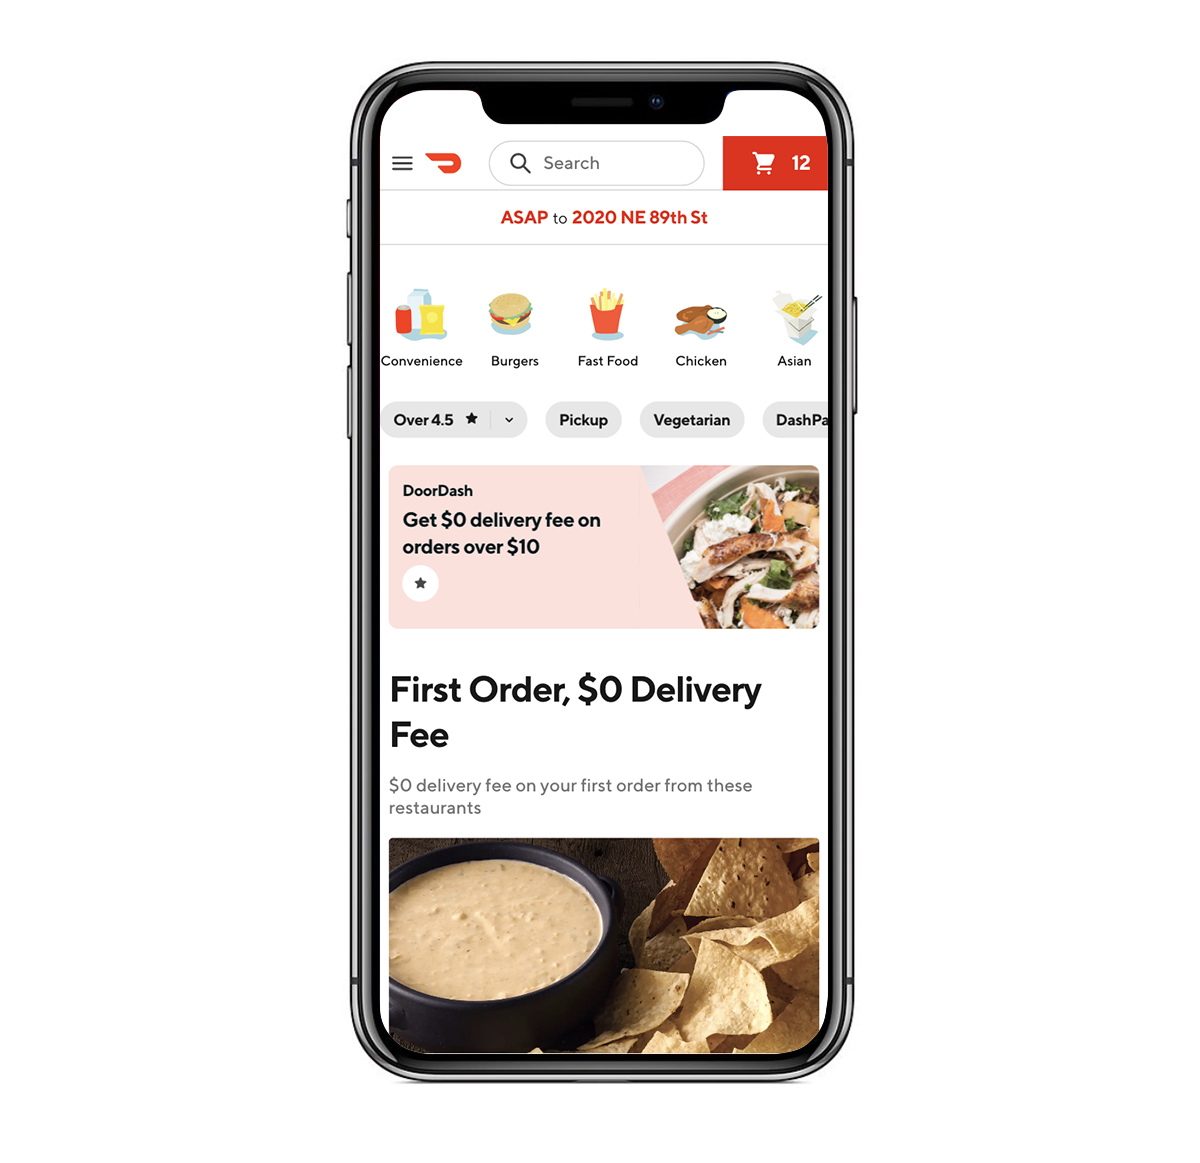 Search
12
ASAP to 2020 NE 89th St
Convenience
Burgers
Fast Food
Chicken
Asian
Over 4.5
Pickup
Vegetarian
DashPa
DoorDash
Get $0 delivery fee on
orders over $10
First Order, $0 Delivery
Fee
$0 delivery fee on your first order from these
restaurants